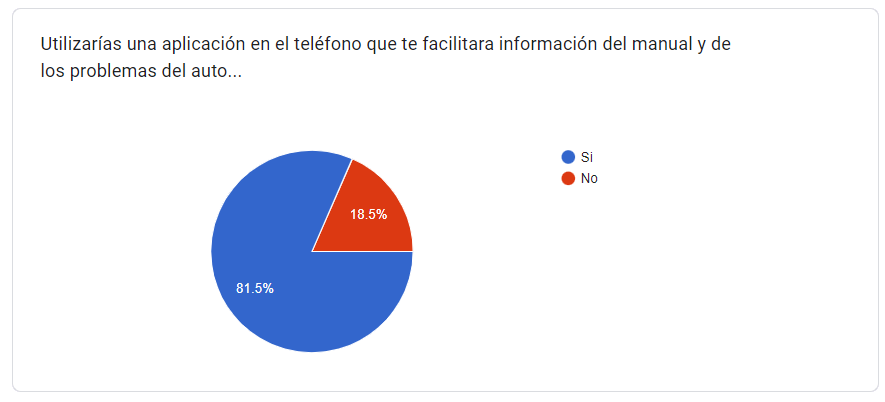 Utilizarías una aplicación en el teléfono que te facilitara información del manual y de
los problemas del auto...
Si
No
18.5%
81.5%